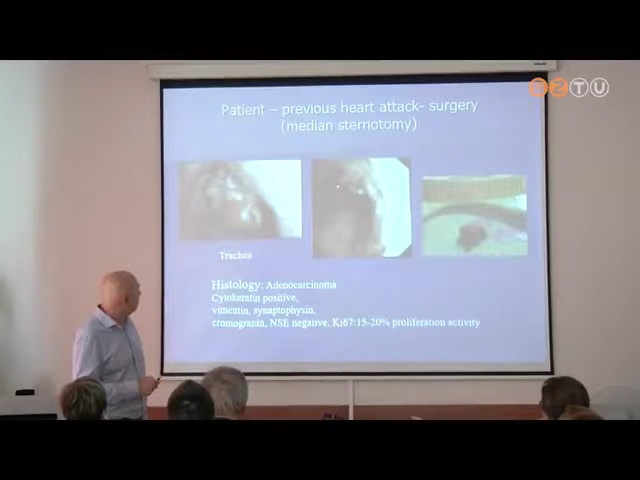 TV
Patient – previous heart attack- surgery
(median sternotomy)
Trachea
Histology: Adenocarcinoma
Cytokeratin positive,
vimentin, synaptophysin,
cromogranin, NSE negative, Ki67:15-20% proliferation activity